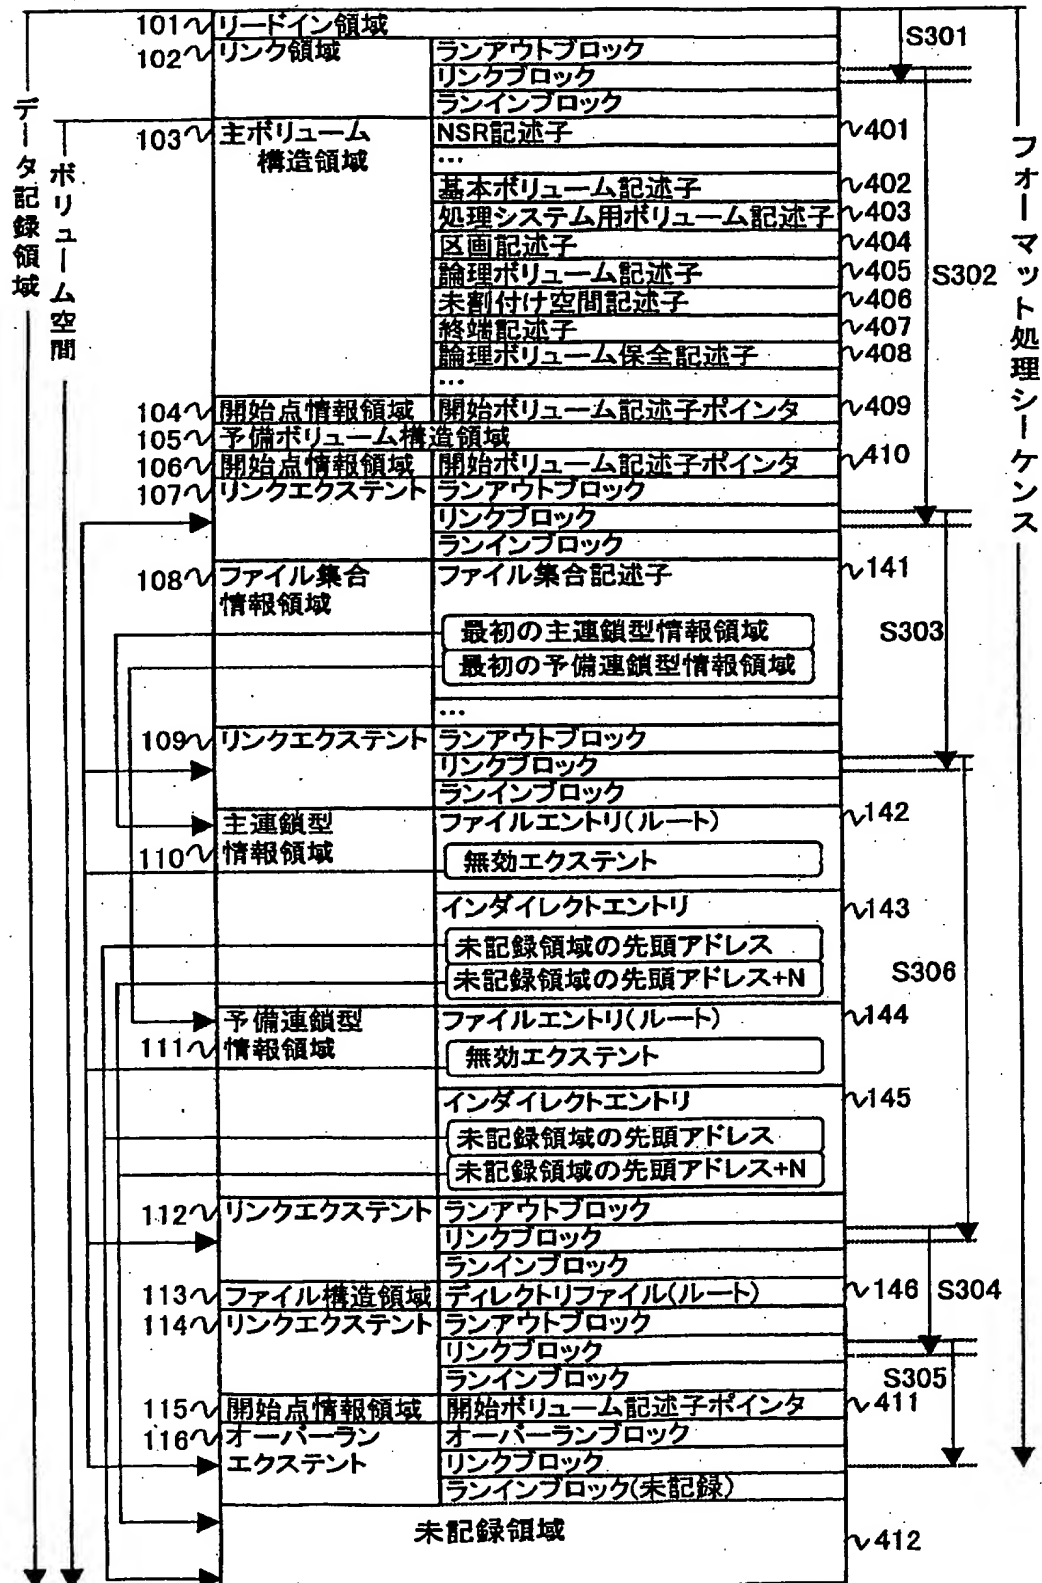 データ記録領域
ボリューム空間
フォーマット処理シーケンス
101 リードイン領域
S301
102 リンク領域 ランアウトブロック
リンクブロック
ランインブロック
103 主ボリューム構造領域 NSR記述子 401
...
基本ボリューム記述子 402
処理システム用ボリューム記述子 403
区画記述子 404
論理ボリューム記述子 405
S302
未割付け空間記述子 406
終端記述子 407
論理ボリューム保全記述子 408
...
104 開始点情報領域 開始ボリューム記述子ポインタ 409
105 予備ボリューム構造領域
106 開始点情報領域 開始ボリューム記述子ポインタ 410
107 リンクエクステント ランアウトブロック
リンクブロック
ランインブロック
108 ファイル集合情報領域 ファイル集合記述子 141
最初の主連鎖型情報領域
S303
最初の予備連鎖型情報領域
...
109 リンクエクステント ランアウトブロック
リンクブロック
ランインブロック
110 主連鎖型情報領域 ファイルエントリ(ルート) 142
無効エクステント
インダイレクトエントリ 143
未記録領域の先頭アドレス
未記録領域の先頭アドレス+N
S306
111 予備連鎖型情報領域 ファイルエントリ(ルート) 144
無効エクステント
インダイレクトエントリ 145
未記録領域の先頭アドレス
未記録領域の先頭アドレス+N
112 リンクエクステント ランアウトブロック
リンクブロック
ランインブロック
113 ファイル構造領域 ディレクトリファイル(ルート) 146 S304
114 リンクエクステント ランアウトブロック
リンクブロック
ランインブロック
S305
115 開始点情報領域 開始ボリューム記述子ポインタ 411
116 オーバーランエクステント オーバーランブロック
リンクブロック
ランインブロック(未記録)
未記録領域 412